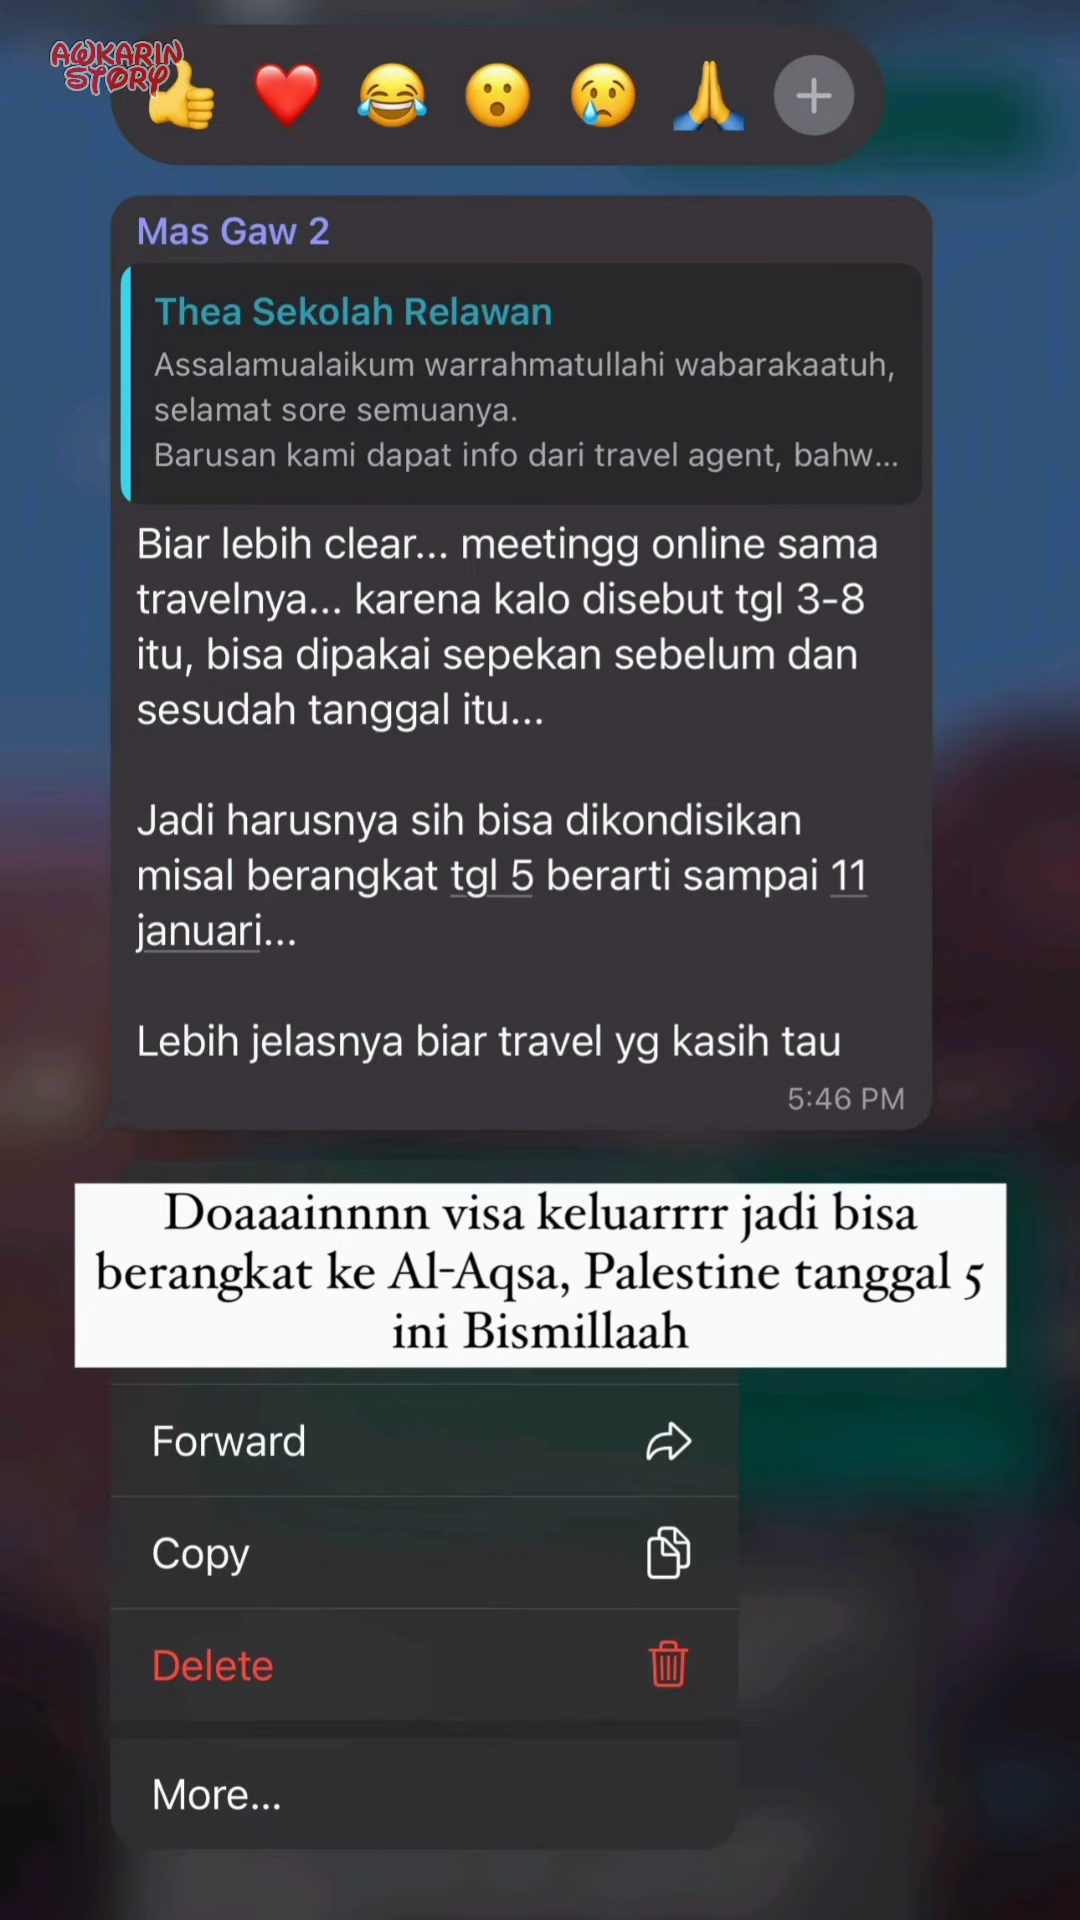 AWKARIN
STORY
Mas Gaw 2
Thea Sekolah Relawan
Assalamualaikum warrahmatullahi wabarakaatuh,
selamat sore semuanya.
Barusan kami dapat info dari travel agent, bahw...
Biar lebih clear... meetingg online sama
travelnya... karena kalo disebut tgl 3-8
itu, bisa dipakai sepekan sebelum dan
sesudah tanggal itu...
Jadi harusnya sih bisa dikondisikan
misal berangkat tgl 5 berarti sampai 11
januari...
Lebih jelasnya biar travel yg kasih tau
5:46 PM
Doaaainnnn visa keluarrrr jadi bisa
berangkat ke Al-Aqsa, Palestine tanggal 5
ini Bismillaah
Forward
Copy
Delete
More...